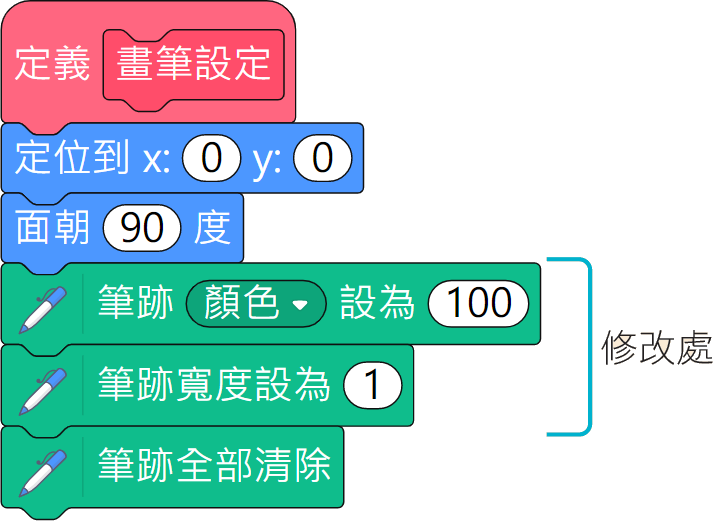 定義 畫筆設定
定位到 x: 0 y: 0
面朝 90 度
筆跡 顏色 設為 100
筆跡寬度設為 1
筆跡全部清除
修改處